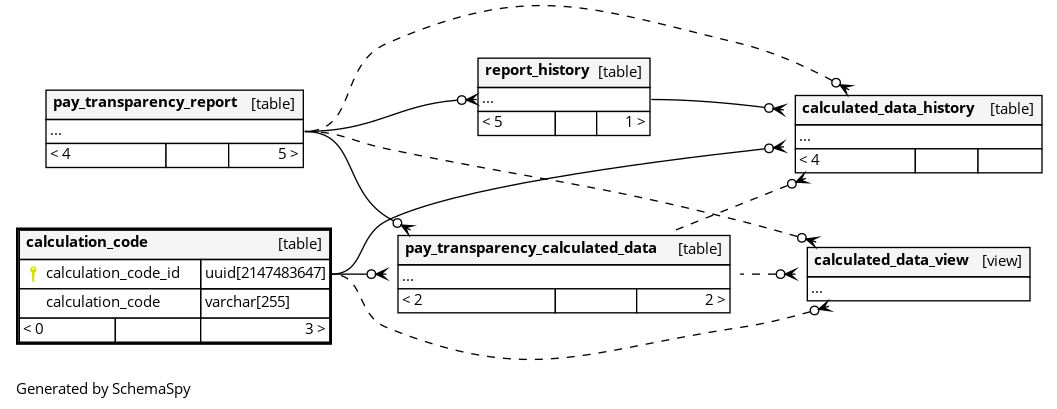 pay_transparency_report [table]
...
< 4 5 >
report_history [table]
...
< 5 1 >
calculated_data_history [table]
...
< 4
calculation_code [table]
calculation_code_id uuid[2147483647]
calculation_code varchar[255]
< 0 3 >
pay_transparency_calculated_data [table]
...
< 2 2 >
calculated_data_view [view]
...
Generated by SchemaSpy